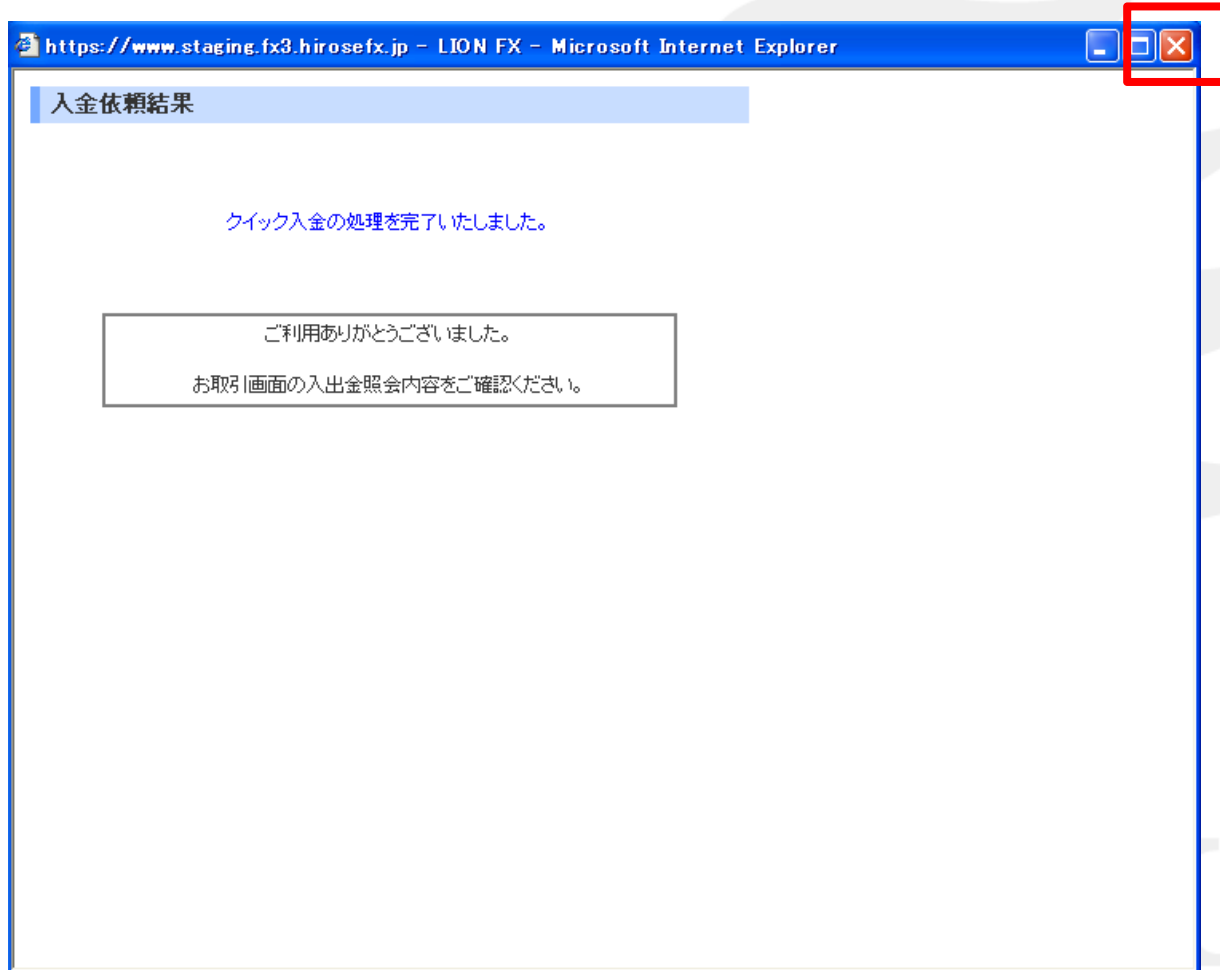 https://www.staging.fx3.hirosefx.jp - LION FX - Microsoft Internet Explorer
入金依頼結果
クイック入金の処理を完了いたしました。
ご利用ありがとうございました。
お取引画面の入出金照会内容をご確認ください。